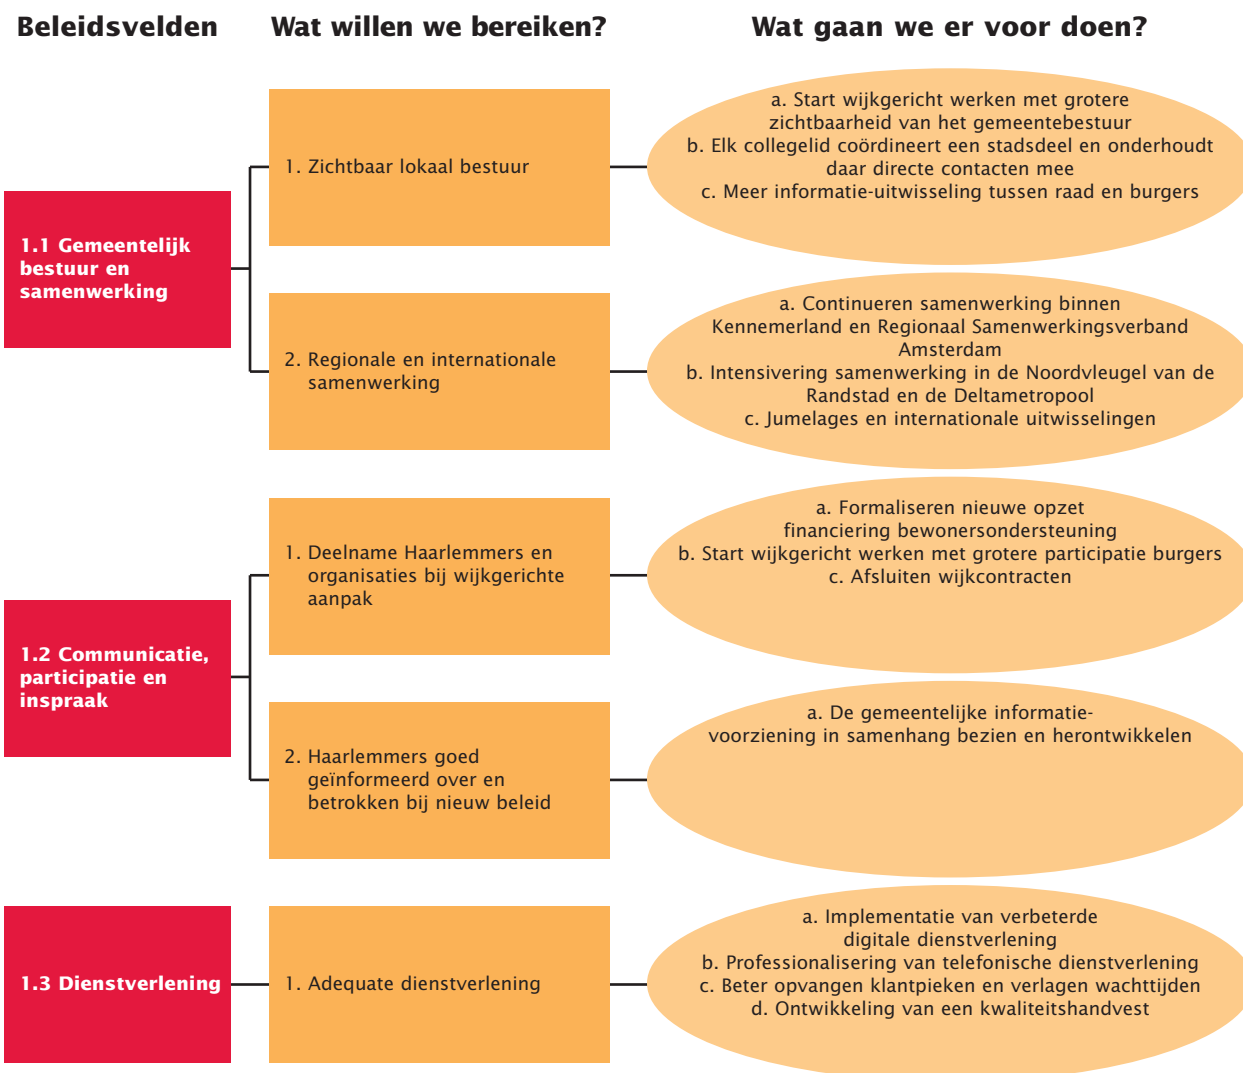 Beleidsvelden
Wat willen we bereiken?
Wat gaan we er voor doen?
1.1 Gemeentelijk
bestuur en
samenwerking
1. Zichtbaar lokaal bestuur
a. Start wijkgericht werken met grotere
zichtbaarheid van het gemeentebestuur
b. Elk collegelid coördineert een stadsdeel en onderhoudt
daar directe contacten mee
c. Meer informatie-uitwisseling tussen raad en burgers
2. Regionale en internationale
samenwerking
a. Continueren samenwerking binnen
Kennemerland en Regionaal Samenwerkingsverband
Amsterdam
b. Intensivering samenwerking in de Noordvleugel van de
Randstad en de Deltametropool
c. Jumelages en internationale uitwisselingen
1.2 Communicatie,
participatie en
inspraak
1. Deelname Haarlemmers en
organisaties bij wijkgerichte
aanpak
a. Formaliseren nieuwe opzet
financiering bewonersondersteuning
b. Start wijkgericht werken met grotere participatie burgers
c. Afsluiten wijkcontracten
2. Haarlemmers goed
geïnformeerd over en
betrokken bij nieuw beleid
a. De gemeentelijke informatie-
voorziening in samenhang bezien en herontwikkelen
1.3 Dienstverlening
1. Adequate dienstverlening
a. Implementatie van verbeterde
digitale dienstverlening
b. Professionalisering van telefonische dienstverlening
c. Beter opvangen klantpieken en verlagen wachttijden
d. Ontwikkeling van een kwaliteitshandvest